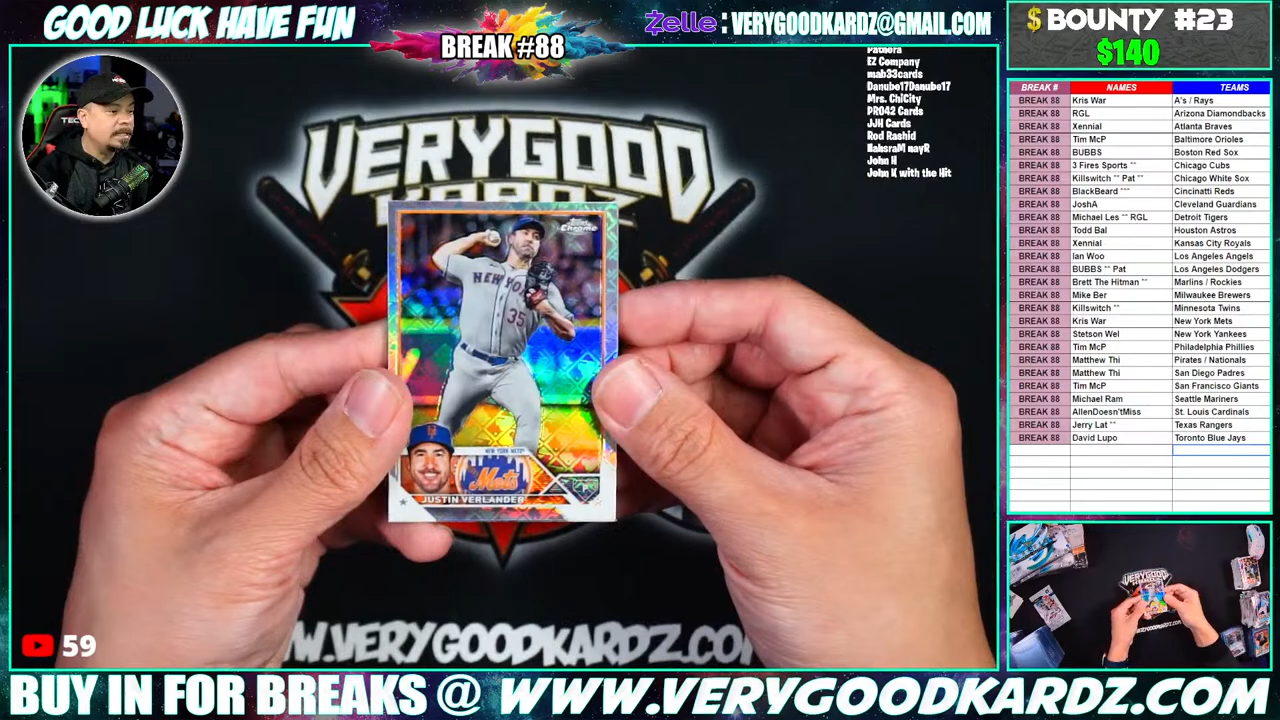 GOOD LUCK HAVE FUN
BREAK #88
Zelle : VERYGOODKARDZ@GMAIL.COM
$ BOUNTY #23
$140
EZ Company
mab33cards
Danube17Danube17
Mrs. ChiCity
PRO42 Cards
JJH Cards
Rod Rashid
HahsraM nayR
John H
John K with the Hit
BREAK # NAMES TEAMS
BREAK 88 Kris War A's / Rays
BREAK 88 RGL Arizona Diamondbacks
BREAK 88 Xennial Atlanta Braves
BREAK 88 Tim McP Baltimore Orioles
BREAK 88 BUBBS Boston Red Sox
BREAK 88 3 Fires Sports ** Chicago Cubs
BREAK 88 Killswitch ** Pat ** Chicago White Sox
BREAK 88 BlackBeard *** Cincinatti Reds
BREAK 88 JoshA Cleveland Guardians
BREAK 88 Michael Les ** RGL Detroit Tigers
BREAK 88 Todd Bal Houston Astros
BREAK 88 Xennial Kansas City Royals
BREAK 88 Ian Woo Los Angeles Angels
BREAK 88 BUBBS ** Pat Los Angeles Dodgers
BREAK 88 Brett The Hitman ** Marlins / Rockies
BREAK 88 Mike Ber Milwaukee Brewers
BREAK 88 Killswitch ** Minnesota Twins
BREAK 88 Kris War New York Mets
BREAK 88 Stetson Wel New York Yankees
BREAK 88 Tim McP Philadelphia Phillies
BREAK 88 Matthew Thi Pirates / Nationals
BREAK 88 Matthew Thi San Diego Padres
BREAK 88 Tim McP San Francisco Giants
BREAK 88 Michael Ram Seattle Mariners
BREAK 88 AllenDoesn'tMiss St. Louis Cardinals
BREAK 88 Jerry Lat ** Texas Rangers
BREAK 88 David Lupo Toronto Blue Jays
VERYGOOD
KARDZ
Topps
Chrome
NEW YO
35
NEW YORK METS
Mets
JUSTIN VERLANDER
WWW.VERYGOODKARDZ.COM
59
VERYGOOD
BUY IN FOR BREAKS @ WWW.VERYGOODKARDZ.COM